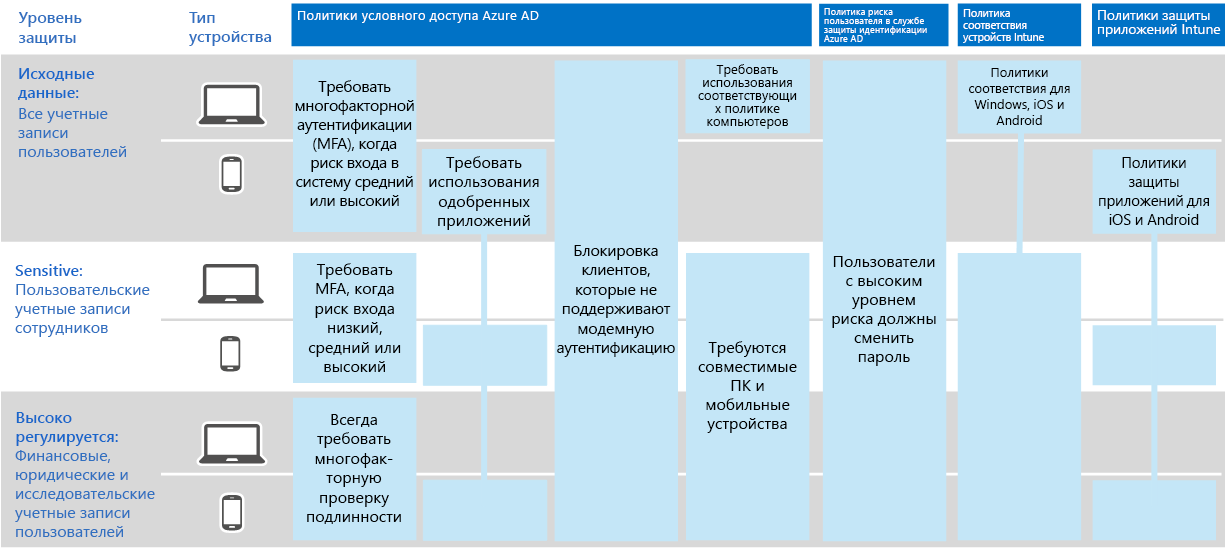 Уровень
защиты
Тип
устройства
Политики условного доступа Azure AD
Политика риска
пользователя в службе
защиты идентификации
Azure AD
Политика
соответствия
устройств Intune
Политики защиты
приложений Intune
Исходные
данные:
Все учетные
записи
пользователей
Требовать
многофакторной
аутентификации
(MFA), когда
риск входа в
систему средний
или высокий
Требовать
использования
одобренных
приложений
Блокировка
клиентов,
которые не
поддерживают
модемную
аутентификацию
Требовать
использования
соответствующи
х политике
компьютеров
Пользователи
с высоким
уровнем
риска должны
сменить
пароль
Политики
соответствия для
Windows, iOS и
Android
Политики
защиты
приложений для
iOS и Android
Sensitive:
Пользовательские
учетные записи
сотрудников
Требовать
MFA, когда
риск входа
низкий,
средний или
высокий
Требуются
совместимые
ПК и
мобильные
устройства
Высоко
регулируется:
Финансовые,
юридические и
исследовательские
учетные записи
пользователей
Всегда
требовать
многофак-
торную
проверку
подлинности